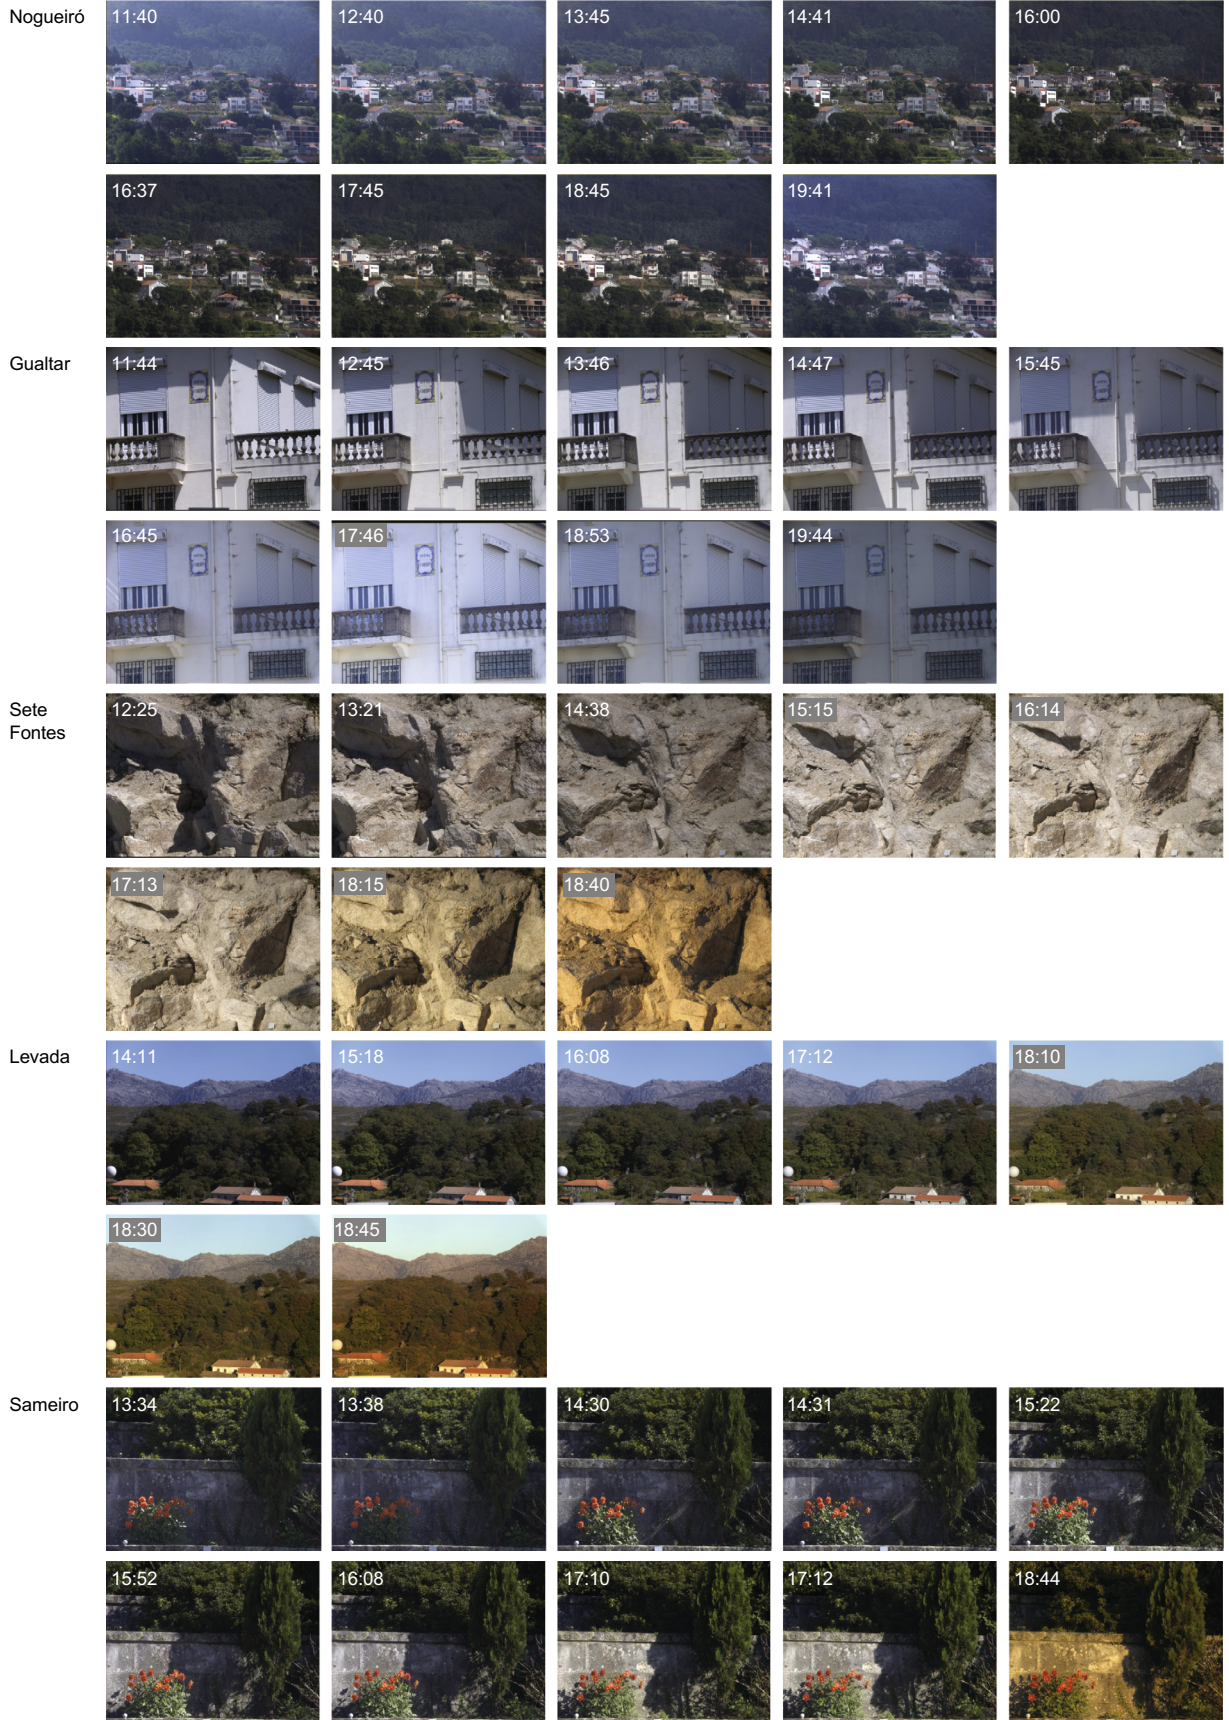 Nogueiró
11:40 12:40 13:45 14:41 16:00
16:37 17:45 18:45 19:41
Gualtar
11:44 12:45 13:46 14:47 15:45
16:45 17:46 18:53 19:44
Sete
Fontes
12:25 13:21 14:38 15:15 16:14
17:13 18:15 18:40
Levada
14:11 15:18 16:08 17:12 18:10
18:30 18:45
Sameiro
13:34 13:38 14:30 14:31 15:22
15:52 16:08 17:10 17:12 18:44